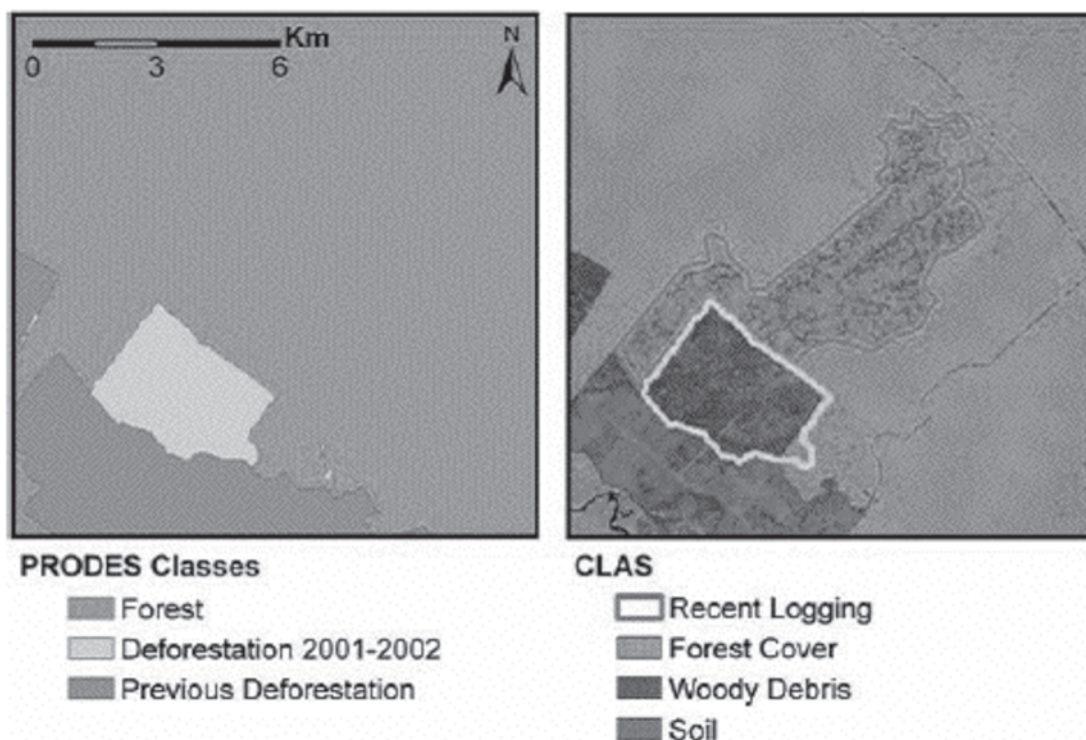 Km
N
0 3 6
PRODES Classes
Forest
Deforestation 2001-2002
Previous Deforestation
CLAS
Recent Logging
Forest Cover
Woody Debris
Soil